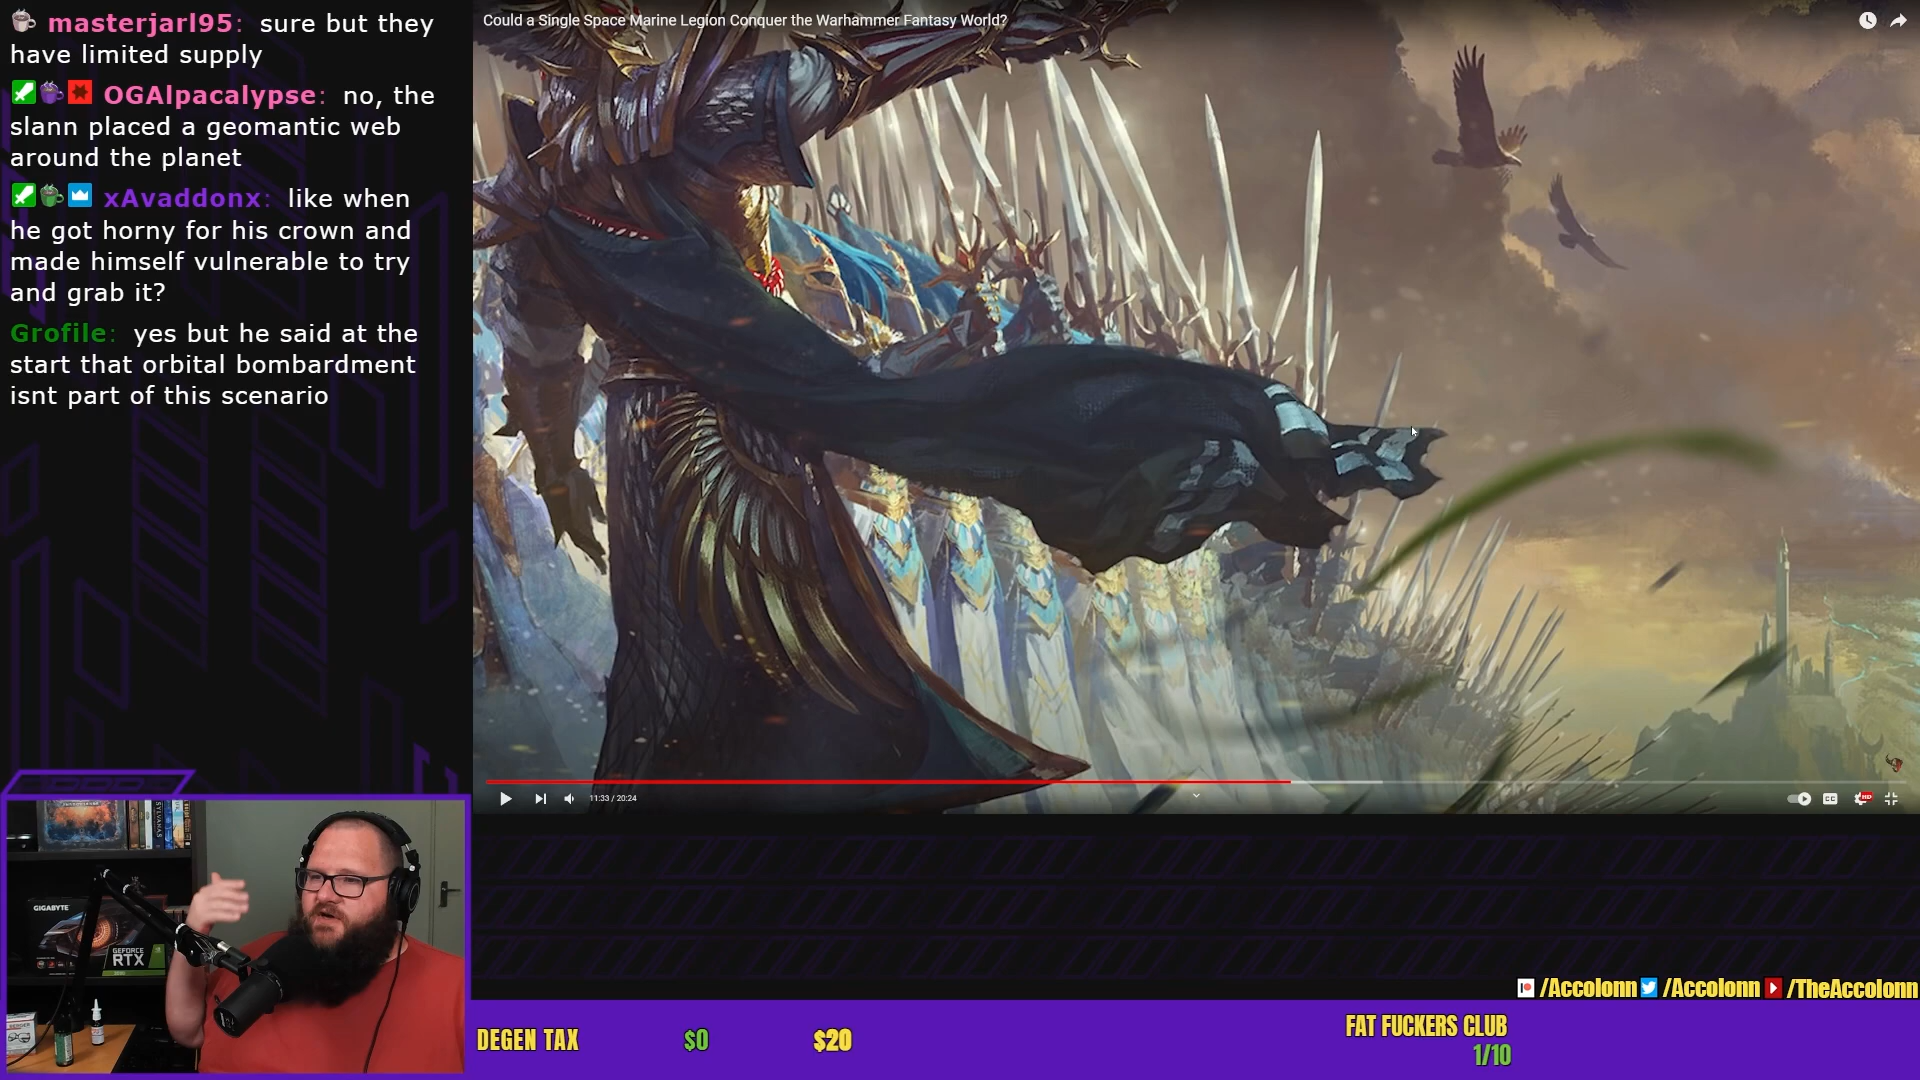 masterjarl95: sure but they
have limited supply
OGAlpacalypse: no, the
slann placed a geomantic web
around the planet
xAvaddonx: like when
he got horny for his crown and
made himself vulnerable to try
and grab it?
Grofile: yes but he said at the
start that orbital bombardment
isnt part of this scenario
Could a Single Space Marine Legion Conquer the Warhammer Fantasy World?
11:33 / 20:24
CC
HD
SYLVANAS
GIGABYTE
GEFORCE
RTX
/Accolonn /Accolonn /TheAccolonn
DEGEN TAX $0 $20
FAT FUCKERS CLUB
1/10